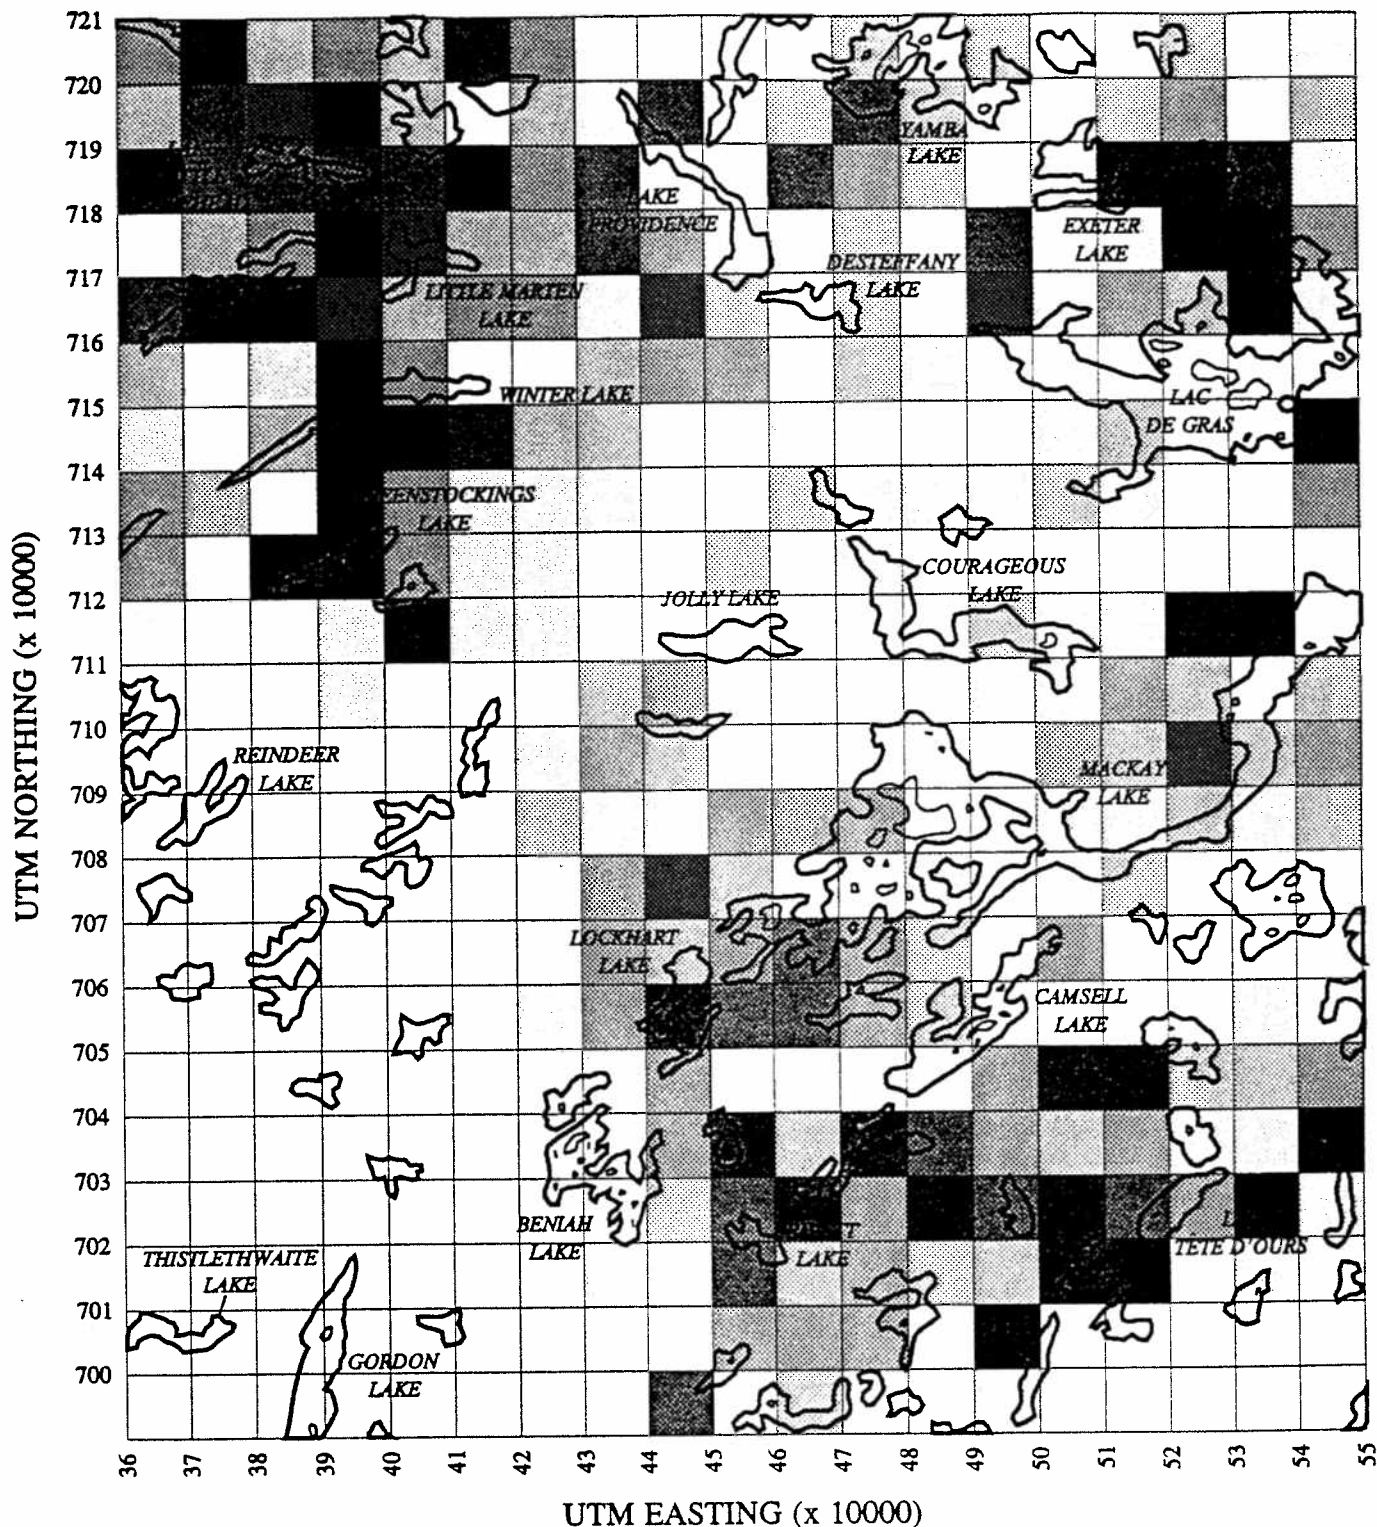 721
720
719
718
717
716
715
714
713
712
711
710
709
708
707
706
705
704
703
702
701
700
UTM NORTHING (x 10000)
YAMBA
LAKE
LAKE
PROVIDENCE
EXETER
LAKE
DESTEFFANY
LAKE
LITTLE MARTEN
LAKE
WINTER LAKE
LAC
DE GRAS
LAKE
COURAGEOUS
LAKE
JOLLY LAKE
REINDEER
LAKE
MACKAY
LAKE
LOCKHART
LAKE
CAMSELL
LAKE
BENIAH
LAKE
LAKE
TETE D'OURS
THISTLETHWAITE
LAKE
GORDON
LAKE
36 37 38 39 40 41 42 43 44 45 46 47 48 49 50 51 52 53 54 55
UTM EASTING (x 10000)